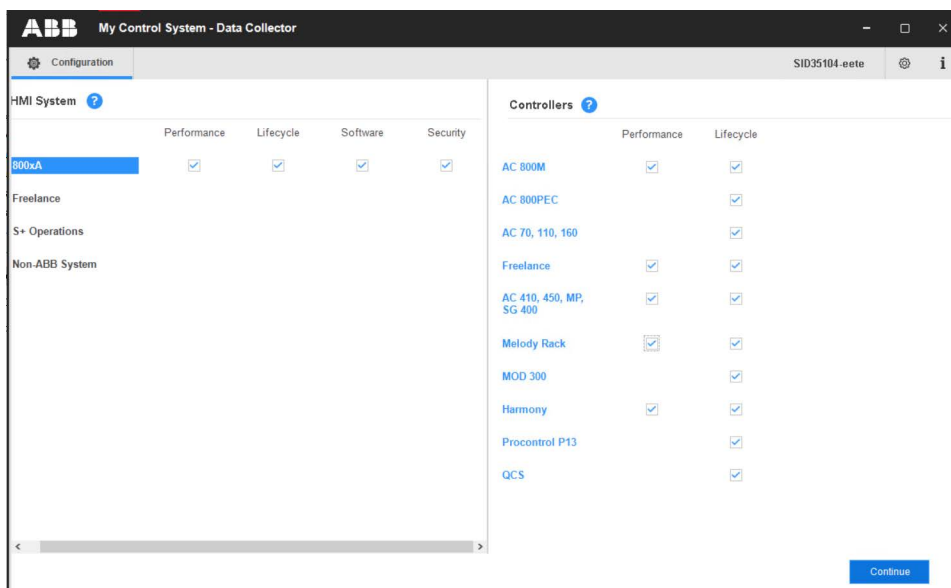 ABB My Control System - Data Collector
Configuration
SID35104-eete
i
HMI System ?
Performance Lifecycle Software Security
800xA
Freelance
S+ Operations
Non-ABB System
Controllers ?
Performance Lifecycle
AC 800M
AC 800PEC
AC 70, 110, 160
Freelance
AC 410, 450, MP,
SG 400
Melody Rack
MOD 300
Harmony
Procontrol P13
QCS
Continue